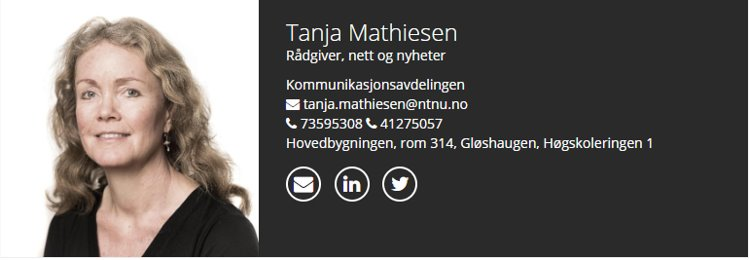 Tanja Mathiesen
Rådgiver, nett og nyheter
Kommunikasjonsavdelingen
tanja.mathiesen@ntnu.no
73595308 41275057
Hovedbygningen, rom 314, Gløshaugen, Høgskoleringen 1